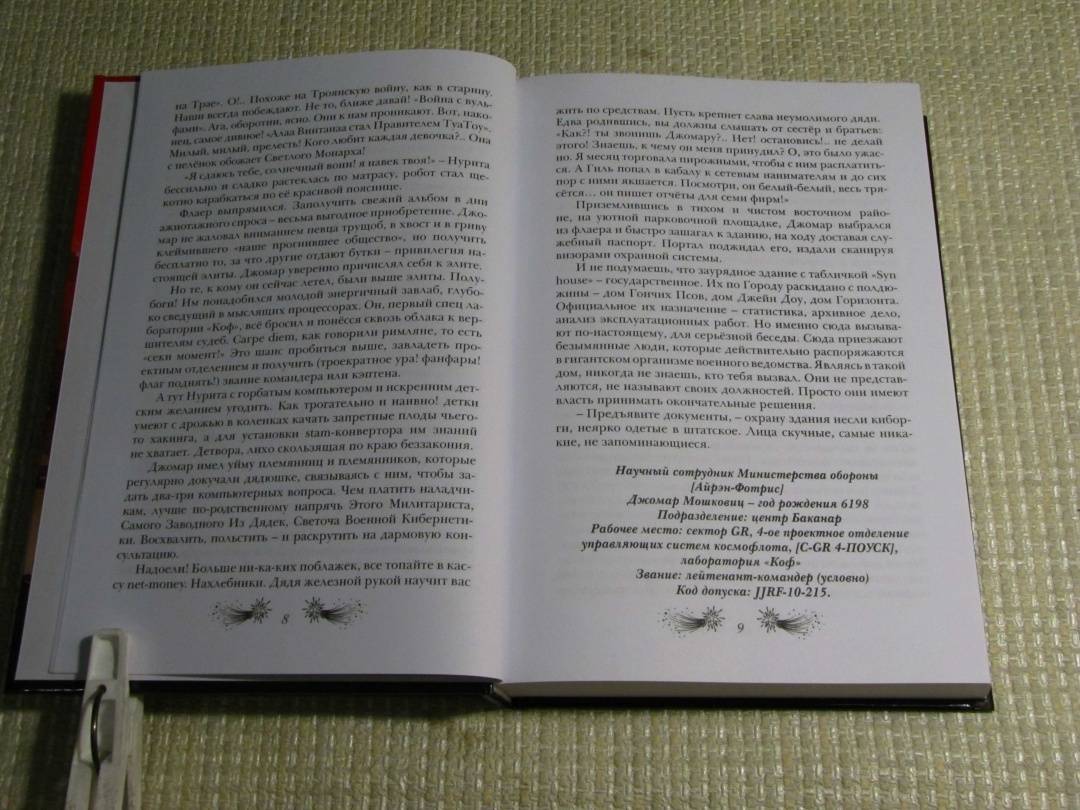 на Трае». О!.. Похоже на Троянскую войну, как в старину.
Наши всегда побеждают. Не то, ближе давай! «Война с вуль-
фами». Ага, оборотни, ясно. Они к нам проникают. Вот, нако-
нец, самое дивное! «Алаа Винтанаа стал Правителем ТуаТоу».
Милый, милый, прелесть! Кого любит каждая девочка?.. Она
с пелёнок обожает Светлого Монарха!
«Я сдаюсь тебе, солнечный воин! я навек твоя!» – Нурита
бессильно и сладко растеклась по матрасу, робот стал ще-
котно карабкаться по её красивой пояснице.
Флаер выпрямился. Заполучить свежий альбом в дни
ажиотажного спроса – весьма выгодное приобретение. Джо-
мар не жаловал вниманием певца трущоб, в хвост и в гриву
клеймившего «наше прогнившее общество», но получить
бесплатно то, за что другие отдают бутки – привилегия на-
стоящей элиты. Джомар уверенно причислял себя к элите.
Но те, к кому он сейчас летел, были выше элиты. Полу-
боги! Им понадобился молодой энергичный завлаб, глубо-
ко сведущий в мыслящих процессорах. Он, первый спец ла-
боратории «Коф», всё бросил и понёсся сквозь облака к вер-
шителям судеб. Carpe diem, как говорили римляне, то есть
«секи момент!» Это шанс пробиться выше, завладеть про-
ектным отделением и получить (троекратное ура! фанфары!
флаг поднять!) звание командера или кэптена.
А тут Нурита с горбатым компьютером и искренним дет-
ским желанием угодить. Как трогательно и наивно! детки
умеют с дрожью в коленках качать запретные плоды чьего-
то хакинга, а для установки stam-конвертора им знаний
не хватает. Детвора, лихо скользящая по краю беззакония.
Джомар имел уйму племянниц и племянников, которые
регулярно докучали дядюшке, связываясь с ним, чтобы за-
дать два-три компьютерных вопроса. Чем платить наладчи-
кам, лучше по-родственному напрячь Этого Милитариста,
Самого Заводного Из Дядек, Светоча Военной Кибернети-
ки. Восхвалить, польстить – и раскрутить на дармовую кон-
сультацию.
Надоели! Больше ни-ка-ких поблажек, все топайте в кас-
су net-money. Нахлебники. Дядя железной рукой научит вас
8
жить по средствам. Пусть крепнет слава неумолимого дяди.
Едва родившись, вы должны слышать от сестёр и братьев:
«Как?! ты звонишь Джомару?.. Нет! остановись!.. не делай
этого! Знаешь, к чему он меня принудил? О, это было ужас-
но. Я месяц торговала пирожными, чтобы с ним расплатить-
ся. А Гиль попал в кабалу к сетевым нанимателям и до сих
пор с ними якшается. Посмотри, он белый-белый, весь тря-
сётся… он пишет отчёты для семи фирм!»
Приземлившись в тихом и чистом восточном райо-
не, на уютной парковочной площадке, Джомар выбрался
из флаера и быстро зашагал к зданию, на ходу доставая слу-
жебный паспорт. Портал поджидал его, издали сканируя
визорами охранной системы.
И не подумаешь, что заурядное здание с табличкой «Syn
house» – государственное. Их по Городу раскидано с полдю-
жины – дом Гончих Псов, дом Джейн Доу, дом Горизонта.
Официальное их назначение – статистика, архивное дело,
анализ эксплуатационных работ. Но именно сюда вызыва-
ют по-настоящему, для серьёзной беседы. Сюда приезжают
безымянные люди, которые действительно распоряжаются
в гигантском организме военного ведомства. Являясь в такой
дом, никогда не знаешь, кто тебя вызвал. Они не представ-
ляются, не называют своих должностей. Просто они имеют
власть принимать окончательные решения.
– Предъявите документы, – охрану здания несли кибор-
ги, неярко одетые в штатское. Лица скучные, самые ника-
кие, не запоминающиеся.
Научный сотрудник Министерства обороны
[Айрэн-Фотрис]
Джомар Мошковиц – год рождения 6198
Подразделение: центр Баканар
Рабочее место: сектор GR, 4-ое проектное отделение
управляющих систем космофлота, [C-GR 4-ПОУСК],
лаборатория «Коф»
Звание: лейтенант-командер (условно)
Код допуска: JJRF-10-215.
9